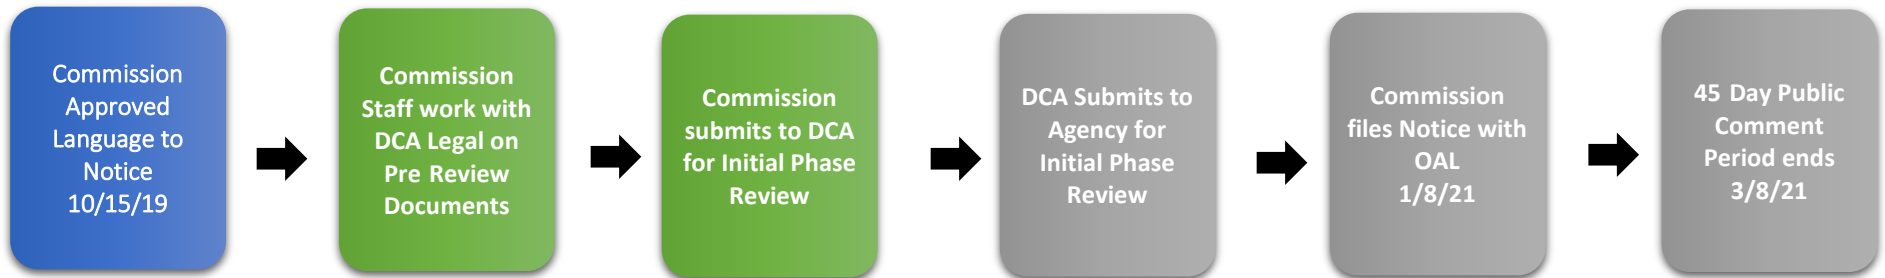 Commission
Approved
Language to
Notice
10/15/19
Commission
Staff work with
DCA Legal on
Pre Review
Documents
Commission
submits to DCA
for Initial Phase
Review
DCA Submits to
Agency for
Initial Phase
Review
Commission
files Notice with
OAL
1/8/21
45 Day Public
Comment
Period ends
3/8/21